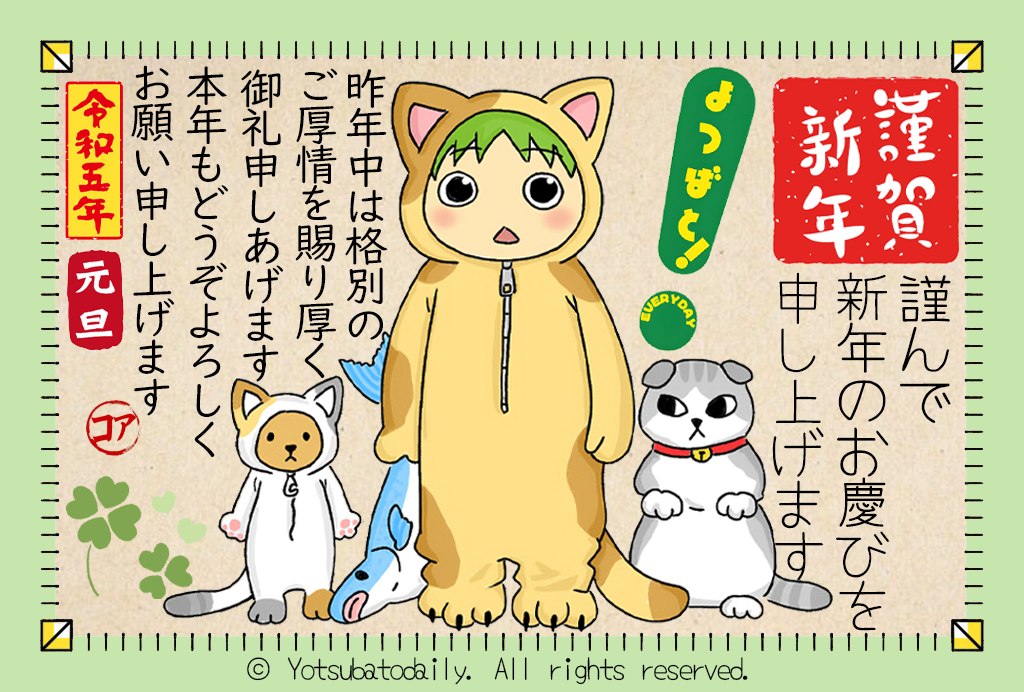 謹賀
新年
謹んで
新年のお慶びを
申し上げます
よつばと!
EVERYDAY
昨年中は格別の
ご厚情を賜り厚く
御礼申しあげます
本年もどうぞよろしく
お願い申し上げます
令和五年
元旦
コア
© Yotsubatodaily. All rights reserved.